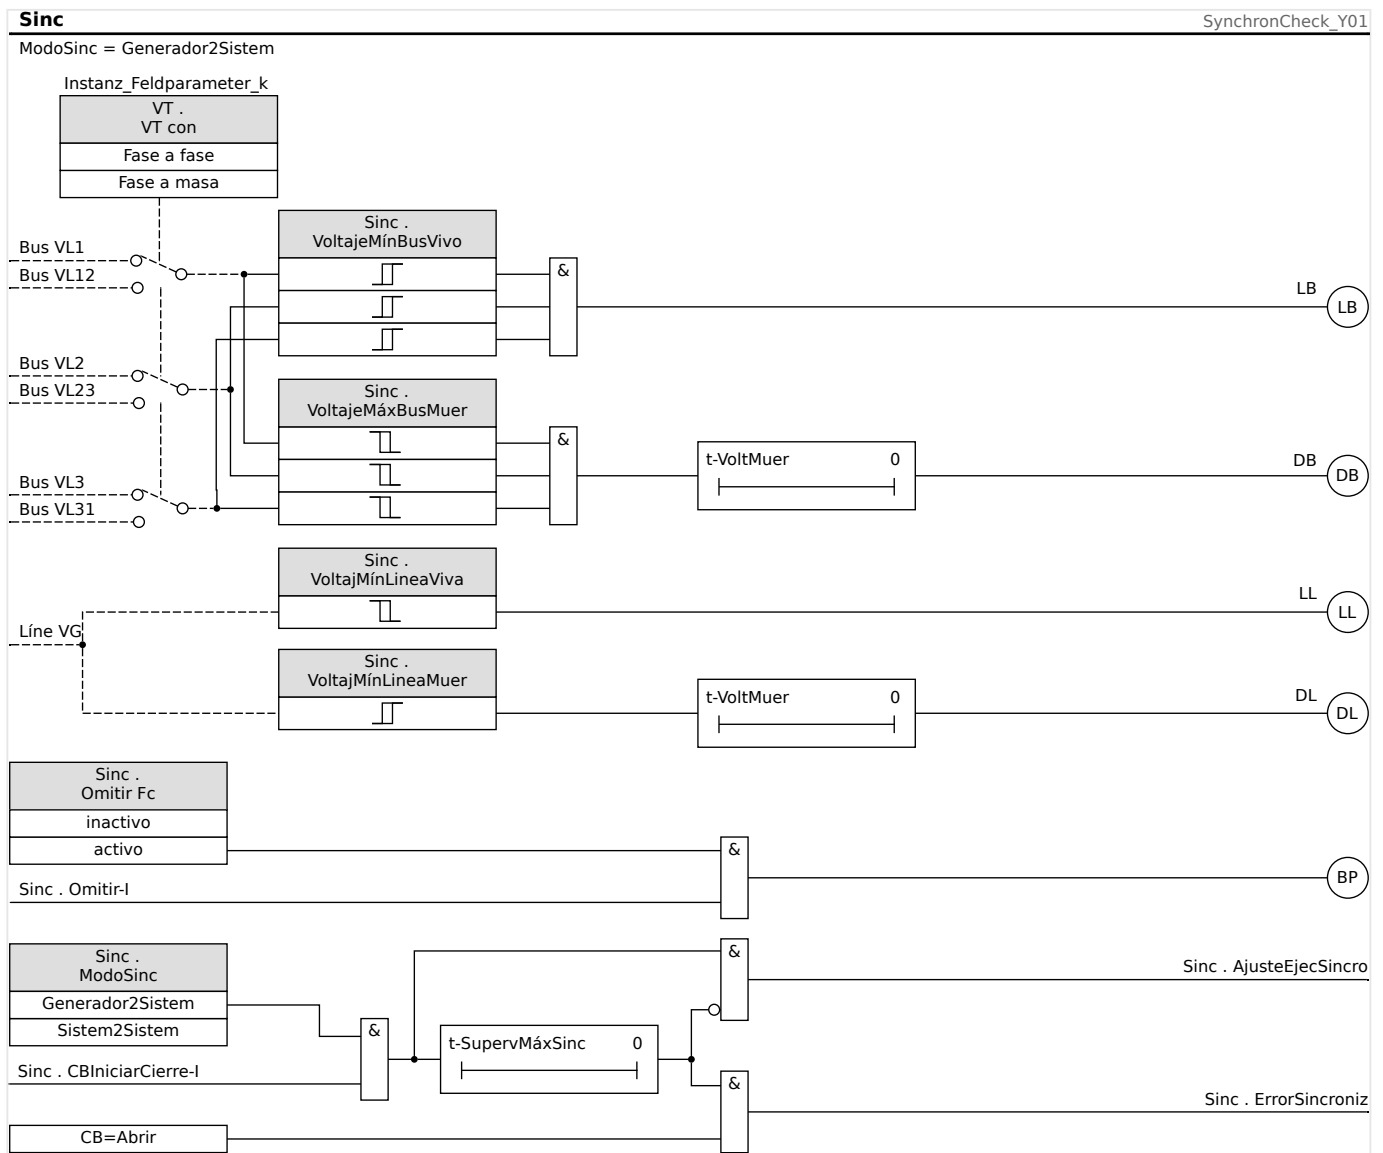 Sinc
SynchronCheck_Y01
ModoSinc = Generador2Sistem
Instanz_Feldparameter_k
VT .
VT con
Fase a fase
Fase a masa
Bus VL1
Bus VL12
Bus VL2
Bus VL23
Bus VL3
Bus VL31
Sinc .
VoltajeMínBusVivo
&
LB
LB
Sinc .
VoltajeMáxBusMuer
&
t-VoltMuer 0
DB
DB
Sinc .
VoltajMínLineaViva
LL
LL
Líne VG
Sinc .
VoltajMínLineaMuer
t-VoltMuer 0
DL
DL
Sinc .
Omitir Fc
inactivo
activo
Sinc . Omitir-I
&
BP
Sinc .
ModoSinc
Generador2Sistem
Sistem2Sistem
Sinc . CBIniciarCierre-I
&
t-SupervMáxSinc 0
&
Sinc . AjusteEjecSincro
&
Sinc . ErrorSincroniz
CB=Abrir